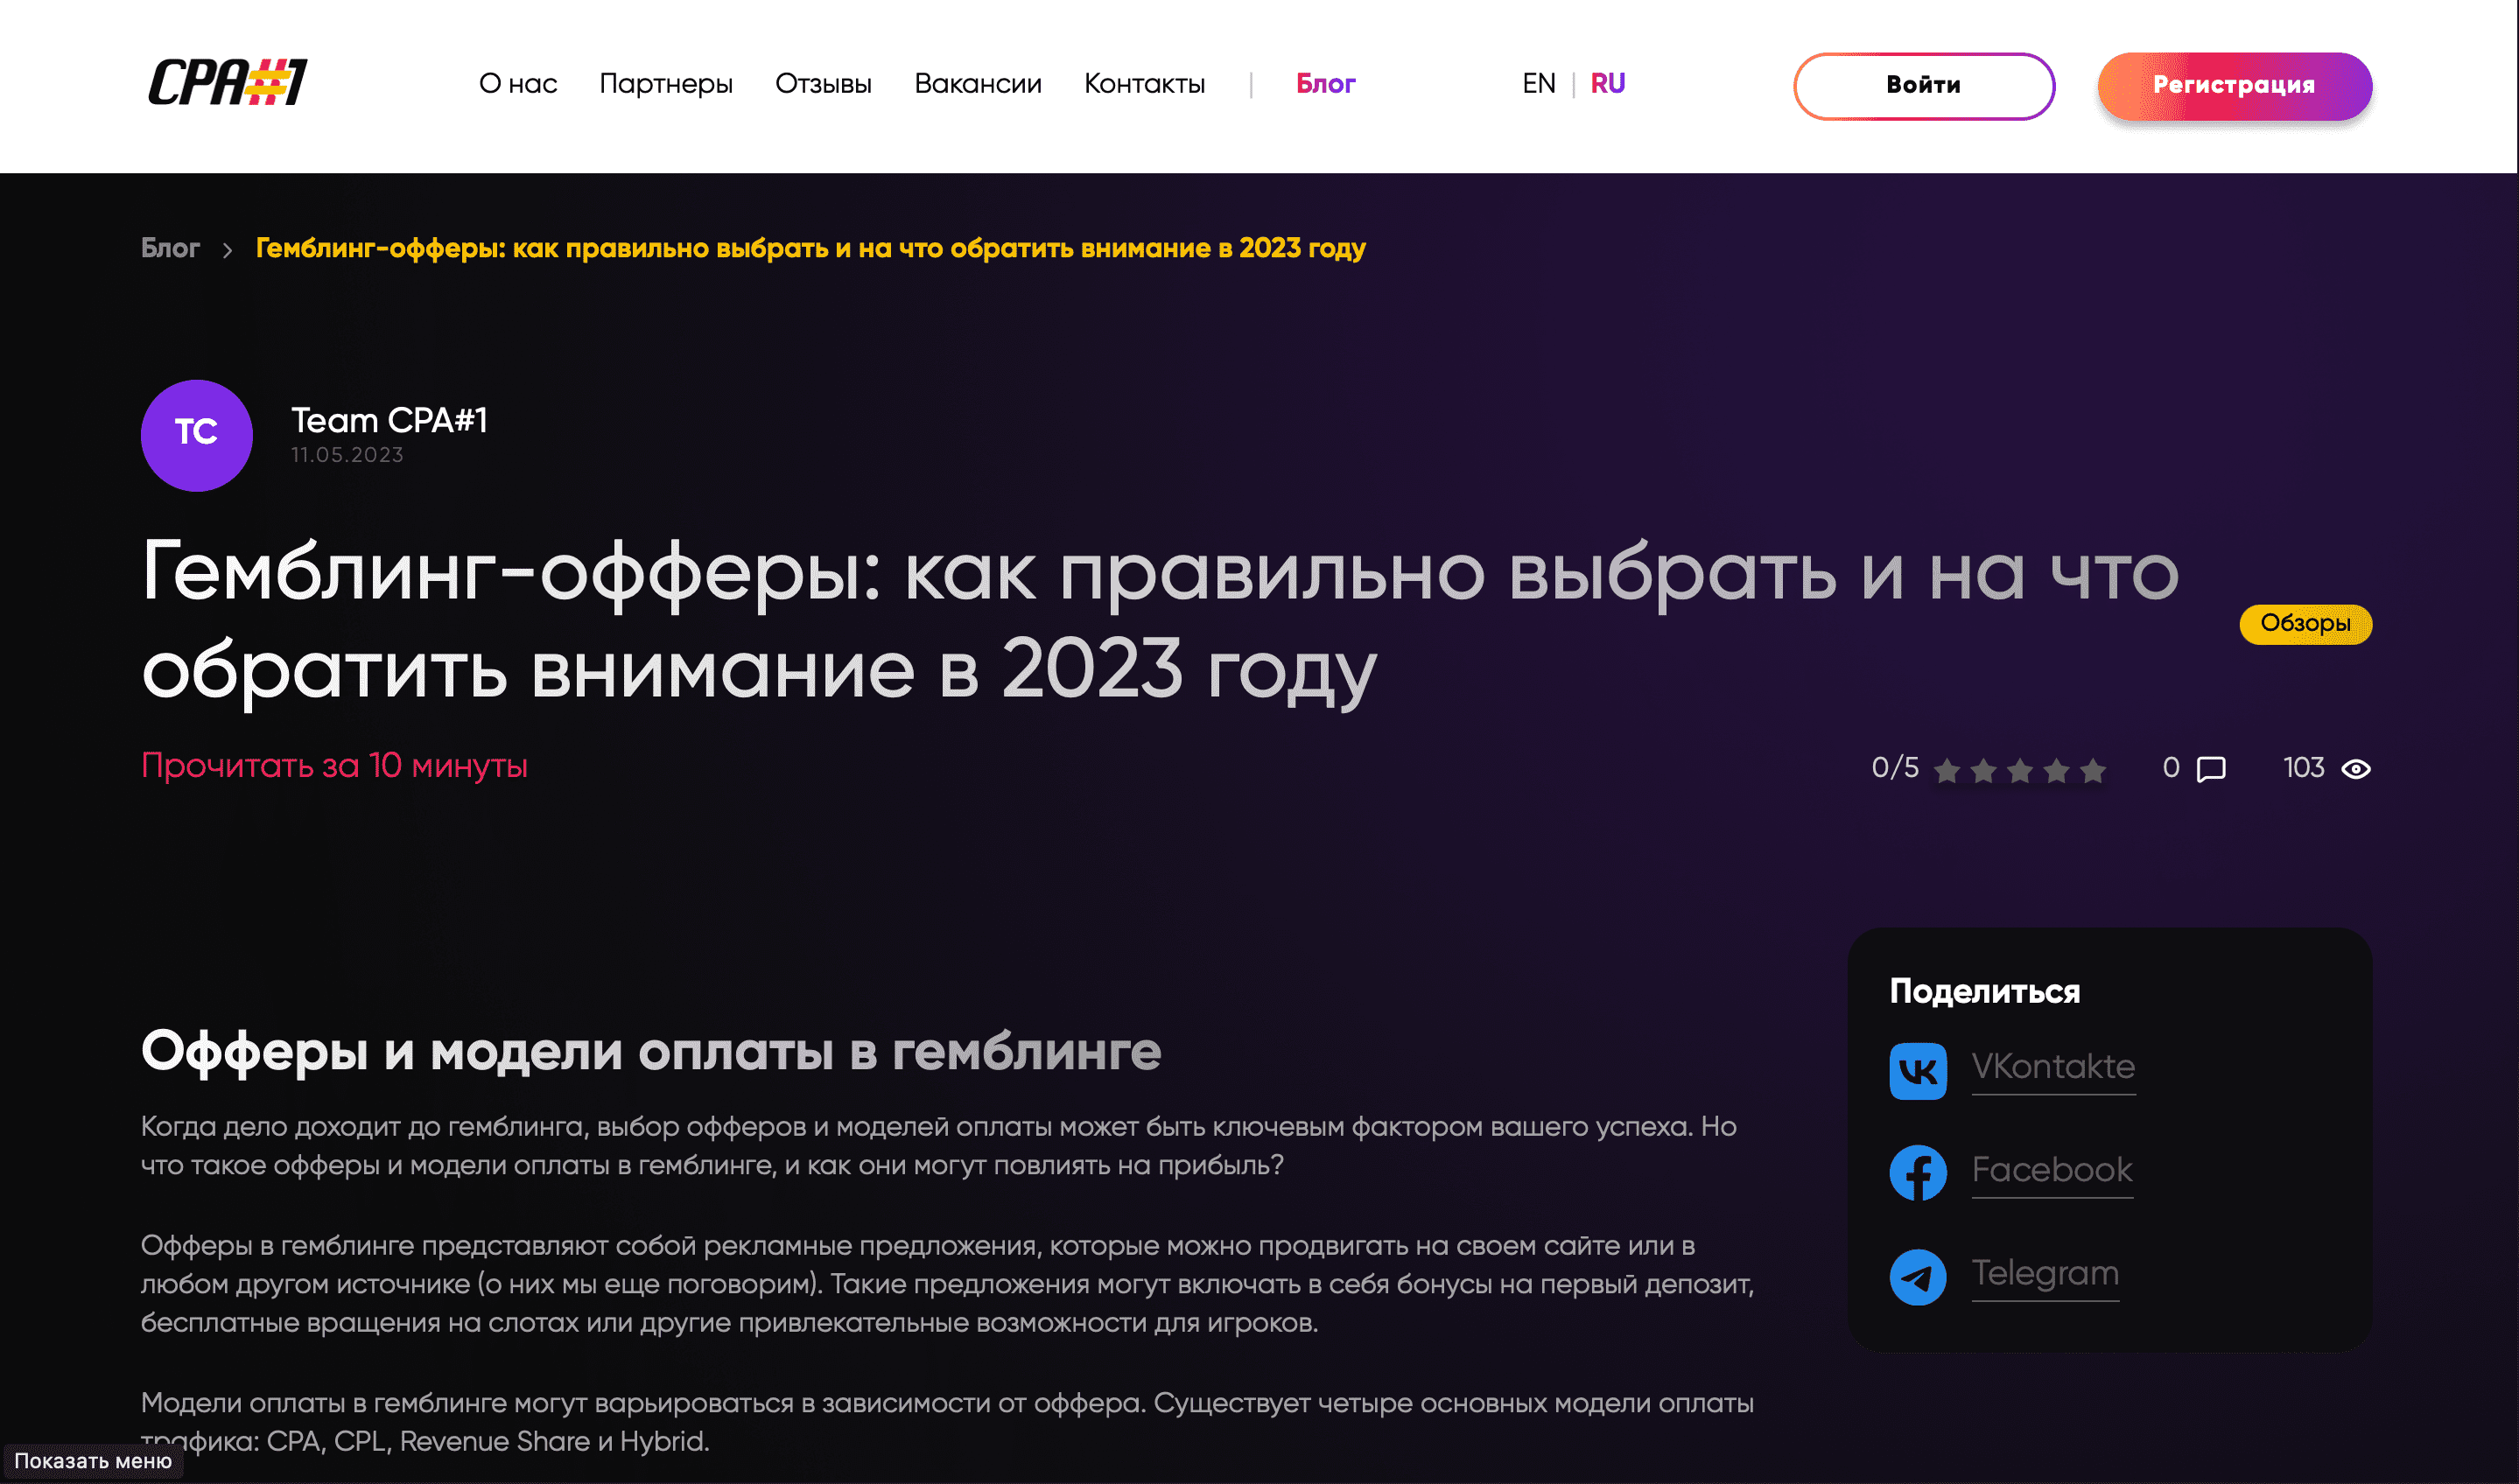 CPA#1
О нас Партнеры Отзывы Вакансии Контакты | Блог EN | RU Войти Регистрация
Блог > Гемблинг-офферы: как правильно выбрать и на что обратить внимание в 2023 году
TC
Team CPA#1
11.05.2023
Гемблинг-офферы: как правильно выбрать и на что
обратить внимание в 2023 году
Обзоры
Прочитать за 10 минуты
0/5 0 103
Офферы и модели оплаты в гемблинге
Когда дело доходит до гемблинга, выбор офферов и моделей оплаты может быть ключевым фактором вашего успеха. Но
что такое офферы и модели оплаты в гемблинге, и как они могут повлиять на прибыль?
Офферы в гемблинге представляют собой рекламные предложения, которые можно продвигать на своем сайте или в
любом другом источнике (о них мы еще поговорим). Такие предложения могут включать в себя бонусы на первый депозит,
бесплатные вращения на слотах или другие привлекательные возможности для игроков.
Модели оплаты в гемблинге могут варьироваться в зависимости от оффера. Существует четыре основных модели оплаты
трафика: CPA, CPL, Revenue Share и Hybrid.
Поделиться
VKontakte
Facebook
Telegram
Показать меню